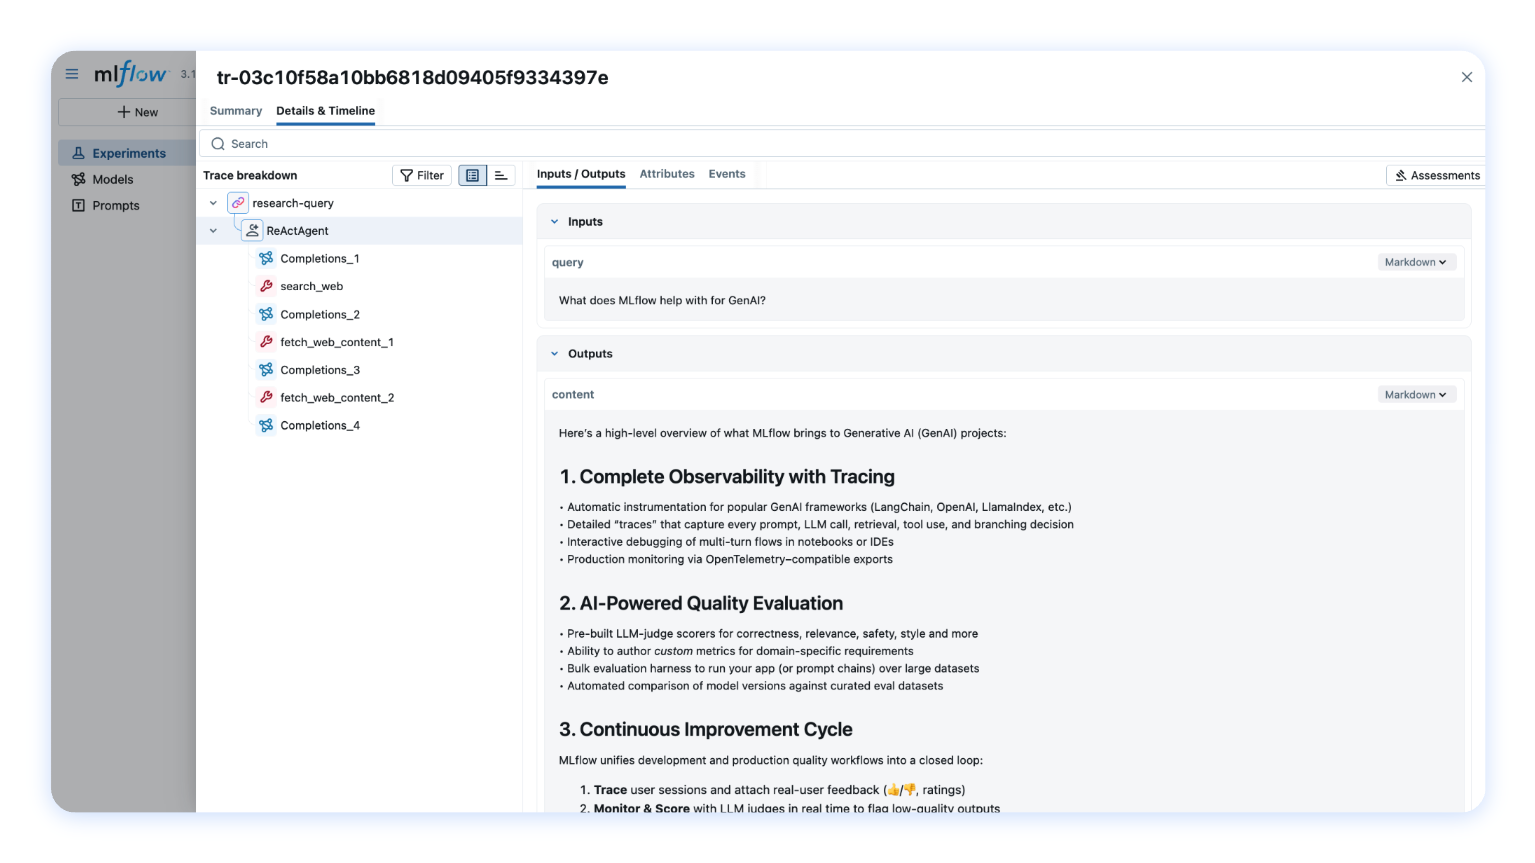 mlflow 3.1
+ New
Experiments
Models
Prompts
tr-03c10f58a10bb6818d09405f9334397e
Summary Details & Timeline
Search
Trace breakdown Filter
research-query
ReActAgent
Completions_1
search_web
Completions_2
fetch_web_content_1
Completions_3
fetch_web_content_2
Completions_4
Inputs / Outputs Attributes Events Assessments
Inputs
query Markdown
What does MLflow help with for GenAI?
Outputs
content Markdown
Here's a high-level overview of what MLflow brings to Generative AI (GenAI) projects:
1. Complete Observability with Tracing
• Automatic instrumentation for popular GenAI frameworks (LangChain, OpenAI, LlamaIndex, etc.)
• Detailed “traces” that capture every prompt, LLM call, retrieval, tool use, and branching decision
• Interactive debugging of multi-turn flows in notebooks or IDEs
• Production monitoring via OpenTelemetry–compatible exports
2. AI-Powered Quality Evaluation
• Pre-built LLM-judge scorers for correctness, relevance, safety, style and more
• Ability to author custom metrics for domain-specific requirements
• Bulk evaluation harness to run your app (or prompt chains) over large datasets
• Automated comparison of model versions against curated eval datasets
3. Continuous Improvement Cycle
MLflow unifies development and production quality workflows into a closed loop:
1. Trace user sessions and attach real-user feedback (👍/👎, ratings)
2. Monitor & Score with LLM judges in real time to flag low-quality outputs